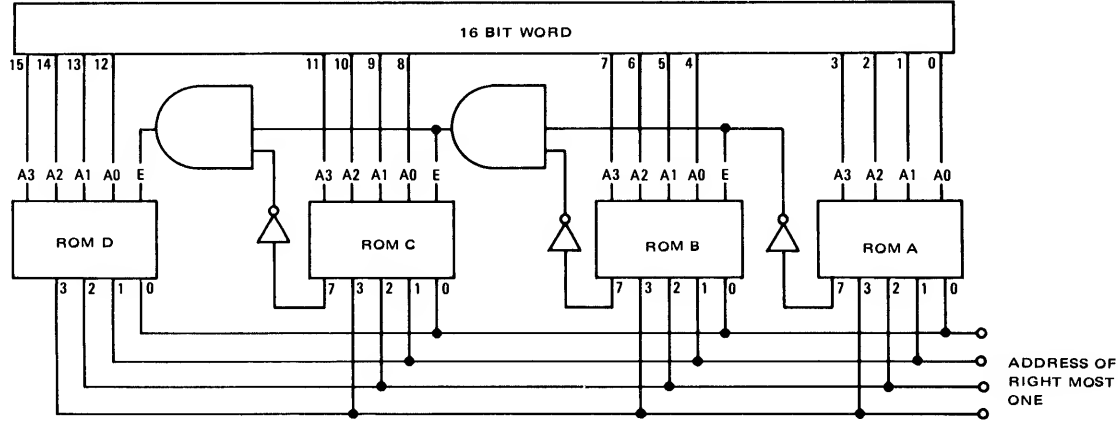 16 BIT WORD
15 14 13 12 11 10 9 8 7 6 5 4 3 2 1 0
A3 A2 A1 A0 E A3 A2 A1 A0 E A3 A2 A1 A0 E A3 A2 A1 A0
ROM D ROM C ROM B ROM A
3 2 1 0 7 3 2 1 0 7 3 2 1 0 7 3 2 1 0
ADDRESS OF
RIGHT MOST
ONE